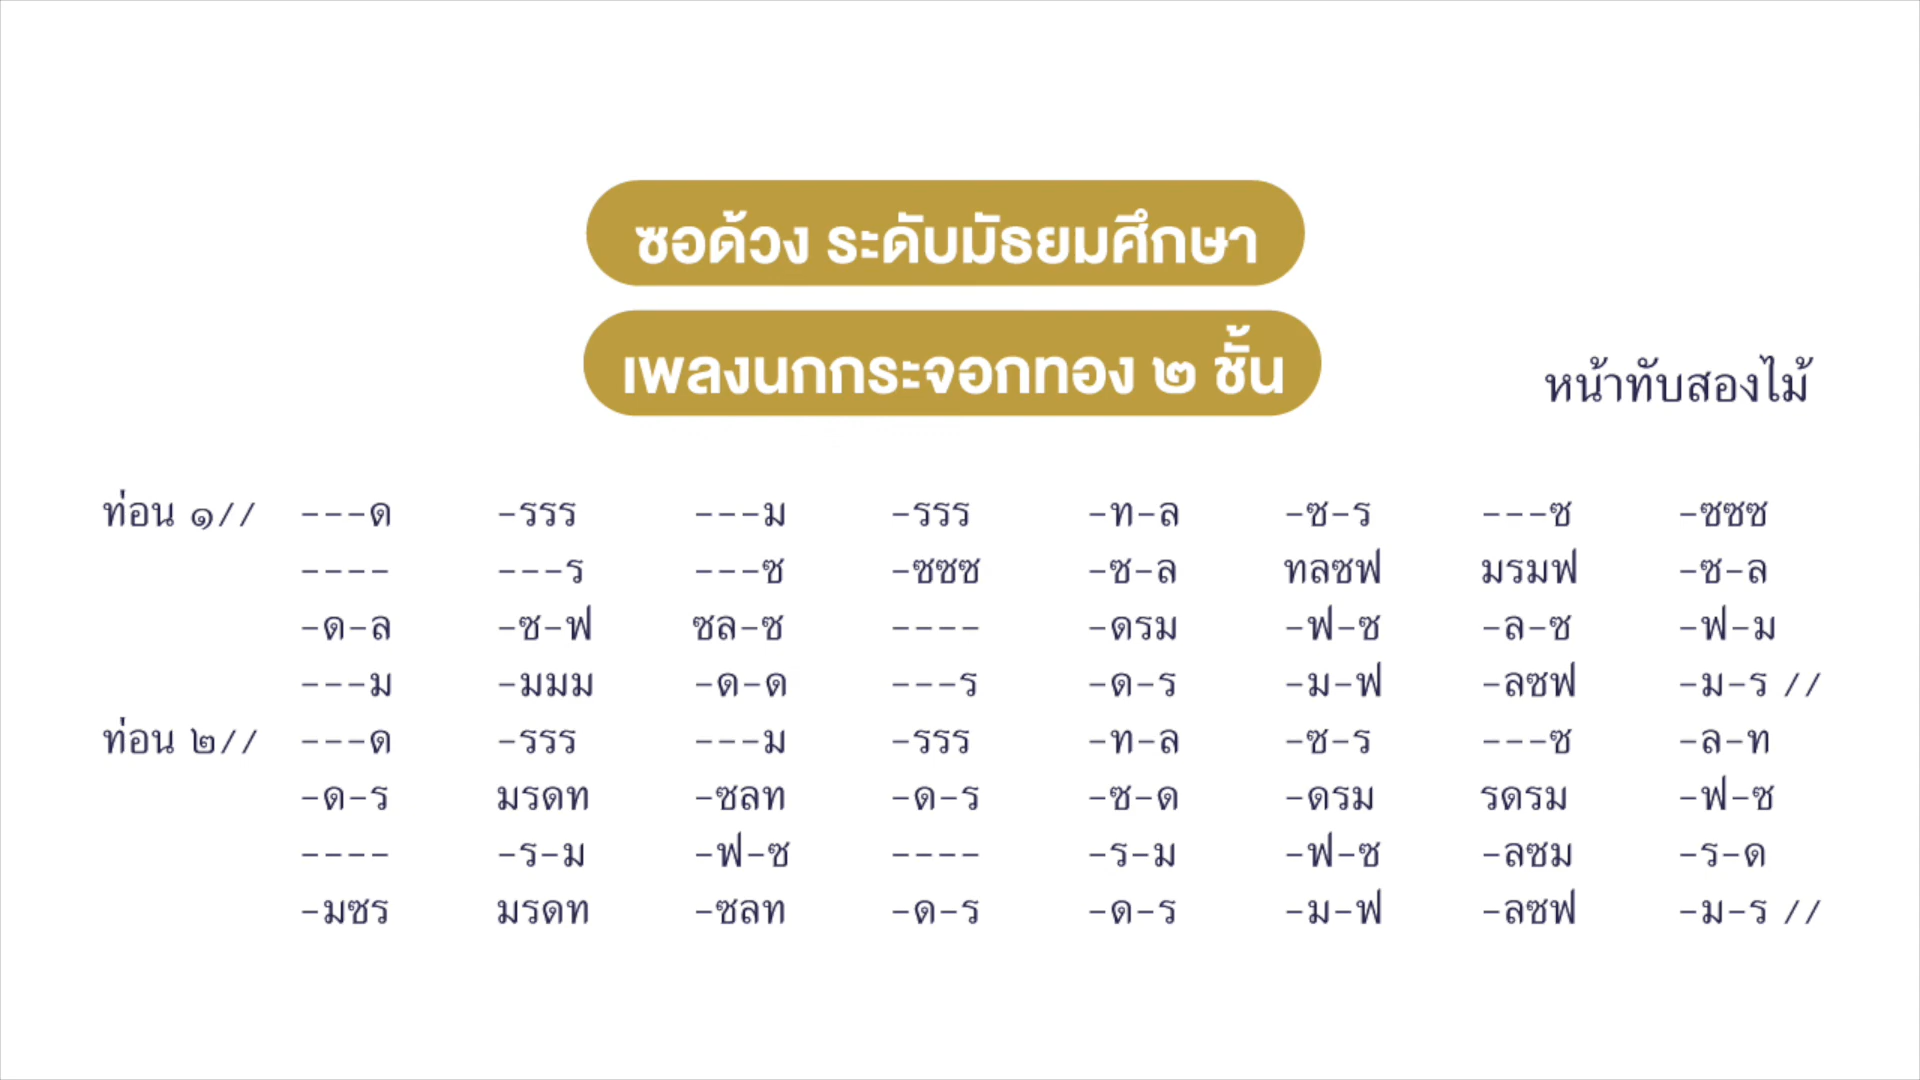 ซอด้วง ระดับมัธยมศึกษา
เพลงนกกระจอกทอง ๒ ชั้น
หน้าทับสองไม้
ท่อน ๑// ---ด -รรร ---ม -รรร -ท-ล -ซ-ร ---ซ -ซซซ
---- ---ร ---ซ -ซซซ -ซ-ล ทลซฟ มรมฟ -ซ-ล
-ด-ล -ซ-ฟ ซล-ซ ---- -ดรม -ฟ-ซ -ล-ซ -ฟ-ม
---ม -มมม -ด-ด ---ร -ด-ร -ม-ฟ -ลซฟ -ม-ร //
ท่อน ๒// ---ด -รรร ---ม -รรร -ท-ล -ซ-ร ---ซ -ล-ท
-ด-ร มรดท -ซลท -ด-ร -ซ-ด -ดรม รดรม -ฟ-ซ
---- -ร-ม -ฟ-ซ ---- -ร-ม -ฟ-ซ -ลซม -ร-ด
-มซร มรดท -ซลท -ด-ร -ด-ร -ม-ฟ -ลซฟ -ม-ร //